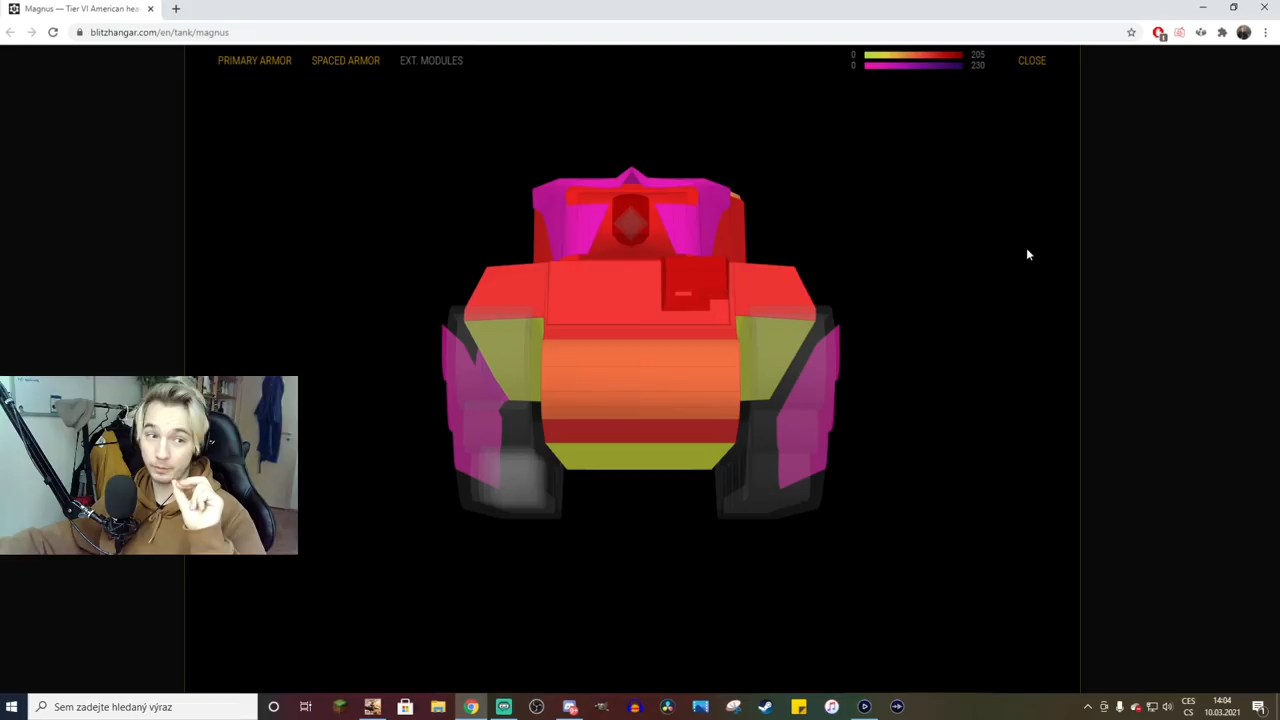 Magnus — Tier VI American hea
blitzhangar.com/en/tank/magnus
PRIMARY ARMOR SPACED ARMOR EXT. MODULES
0 205
0 230
CLOSE
Sem zadejte hledaný výraz
CES 14:04
CS 10.03.2021